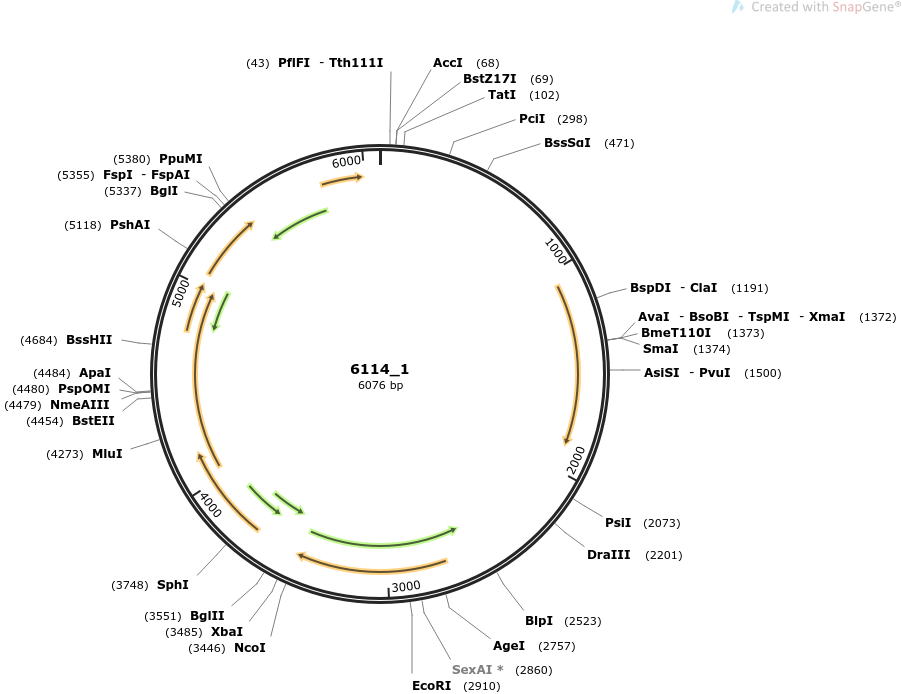 Created with SnapGene®
(43) PflFI - Tth111I
AccI (68)
BstZ17I (69)
TatI (102)
PciI (298)
BssSαI (471)
(5380) PpuMI
(5355) FspI - FspAI
(5337) BglI
(5118) PshAI
6000
1000
5000
BspDI - ClaI (1191)
AvaI - BsoBI - TspMI - XmaI (1372)
BmeT110I (1373)
SmaI (1374)
AsiSI - PvuI (1500)
(4684) BssHII
(4484) ApaI
(4480) PspOMI
(4479) NmeAIII
(4454) BstEII
(4273) MluI
6114_1
6076 bp
2000
4000
3000
PsiI (2073)
DraIII (2201)
(3748) SphI
(3551) BglII
(3485) XbaI
(3446) NcoI
BlpI (2523)
AgeI (2757)
SexAI * (2860)
EcoRI (2910)